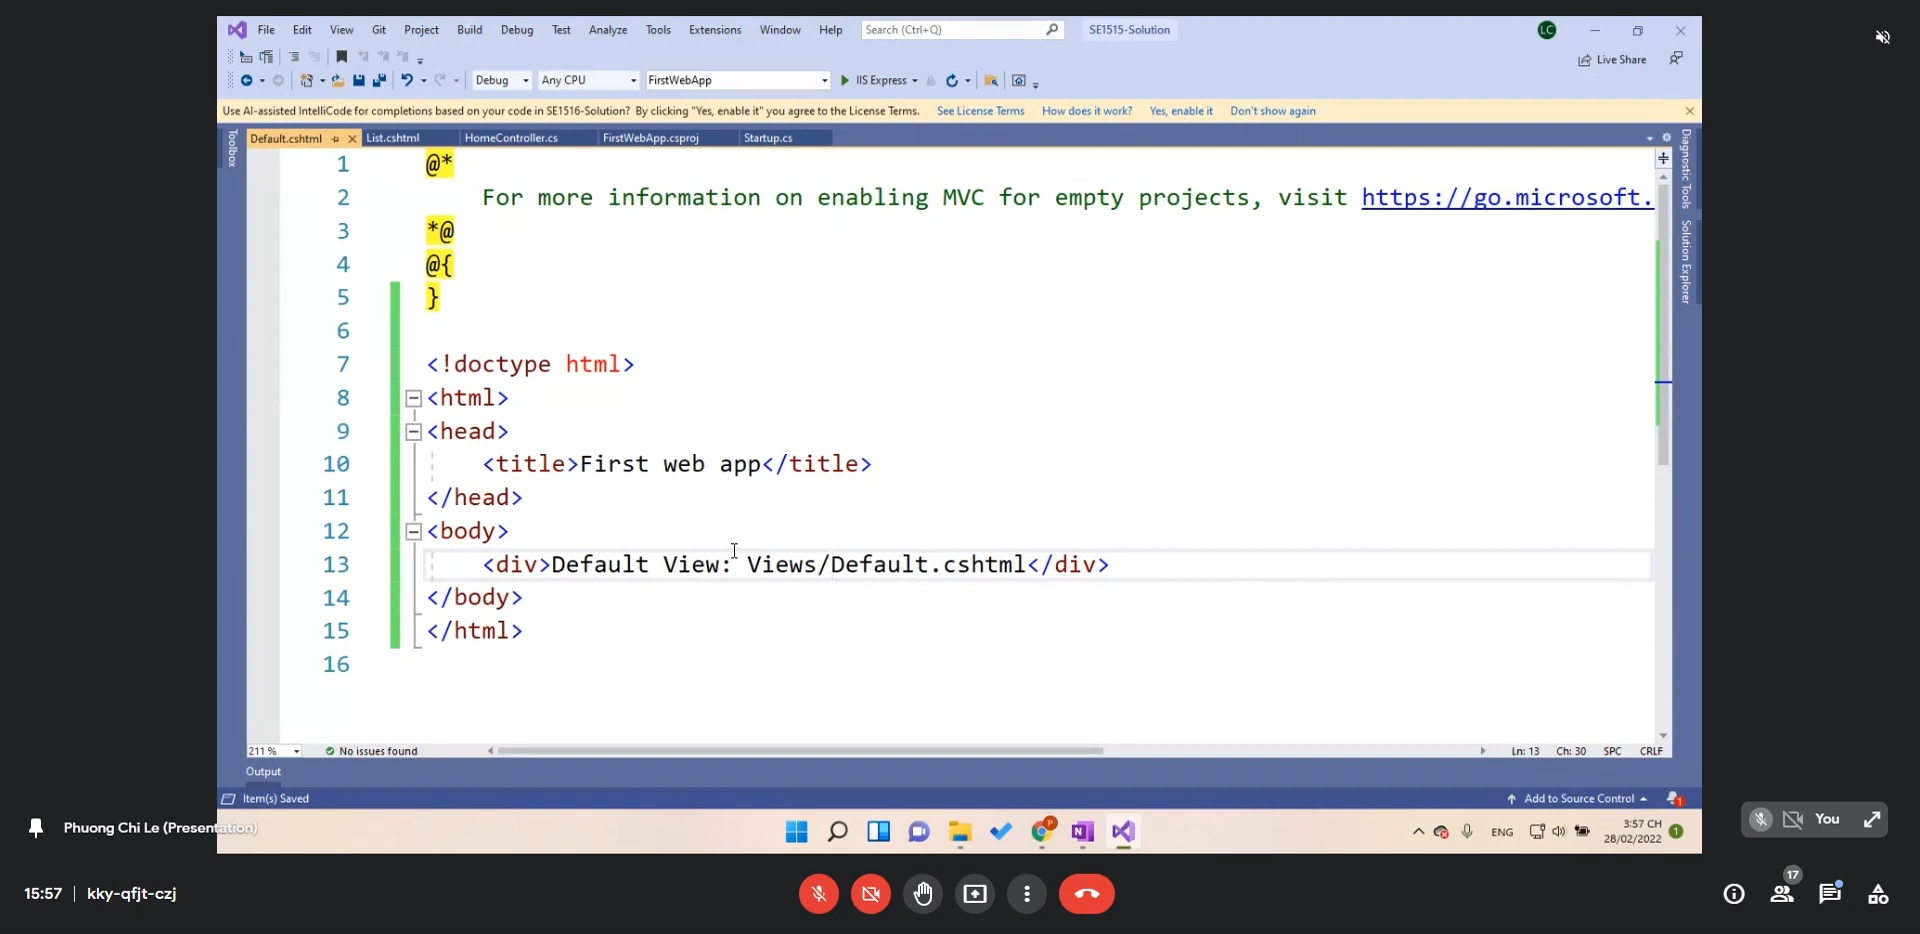 File Edit View Git Project Build Debug Test Analyze Tools Extensions Window Help Search (Ctrl+Q) SE1515-Solution LC
Live Share
Debug Any CPU FirstWebApp IIS Express
Use AI-assisted IntelliCode for completions based on your code in SE1516-Solution? By clicking "Yes, enable it" you agree to the License Terms. See License Terms How does it work? Yes, enable it Don't show again
Toolbox
Default.cshtml List.cshtml HomeController.cs FirstWebApp.csproj Startup.cs
Diagnostic Tools
Solution Explorer
1 @*
2 For more information on enabling MVC for empty projects, visit https://go.microsoft.
3 *@
4 @{
5 }
6
7 <!doctype html>
8 <html>
9 <head>
10 <title>First web app</title>
11 </head>
12 <body>
13 <div>Default View: Views/Default.cshtml</div>
14 </body>
15 </html>
16
211 % No issues found Ln: 13 Ch: 30 SPC CRLF
Output
Item(s) Saved Add to Source Control 1
Phuong Chi Le (Presentation)
ENG 3:57 CH
28/02/2022 1
You
15:57 | kky-qfjt-czj
17